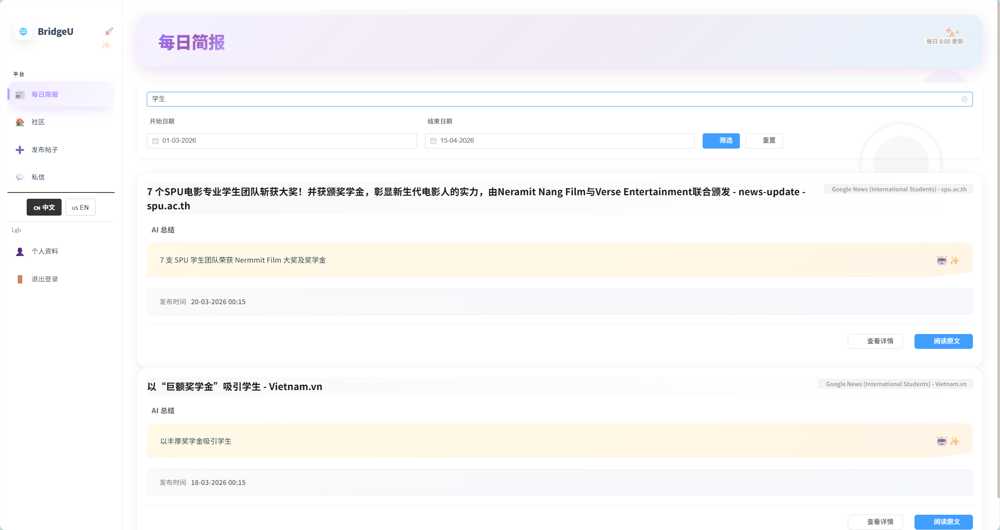 BridgeU
平台
每日简报
社区
发布帖子
私信
CN 中文
us EN
lgh
个人资料
退出登录
每日简报
每日 8:00 更新
学生
开始日期
结束日期
01-03-2026
15-04-2026
筛选
重置
7 个SPU电影专业学生团队斩获大奖！并获颁奖学金，彰显新生代电影人的实力，由Neramit Nang Film与Verse Entertainment联合颁发 - news-update -
spu.ac.th
Google News (International Students) - spu.ac.th
AI 总结
7 支 SPU 学生团队荣获 Nermmit Film 大奖及奖学金
发布时间 20-03-2026 00:15
查看详情
阅读原文
以“巨额奖学金”吸引学生 - Vietnam.vn
Google News (International Students) - Vietnam.vn
AI 总结
以丰厚奖学金吸引学生
发布时间 18-03-2026 00:15
查看详情
阅读原文